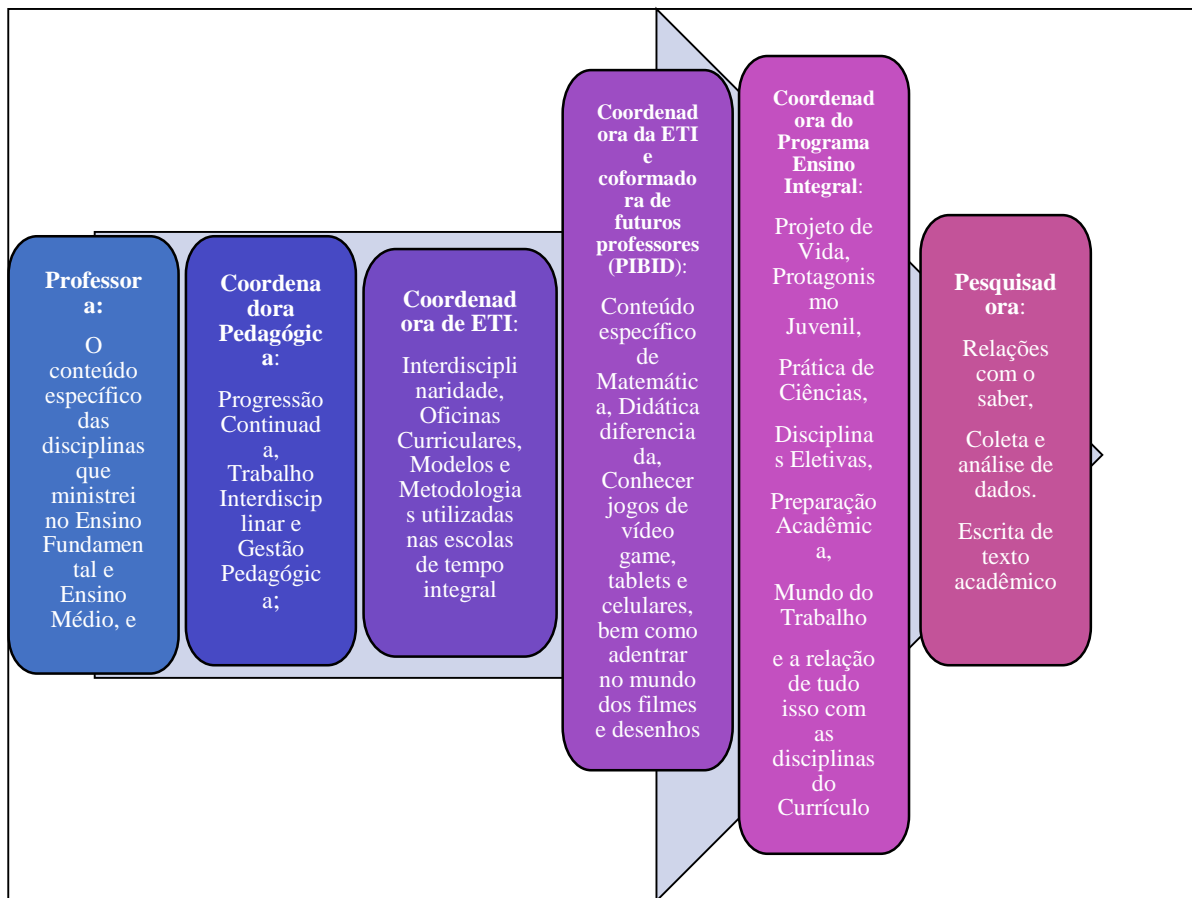 Professor
a:
O
conteúdo
específico
das
disciplinas
que
ministrei
no Ensino
Fundamen
tal e
Ensino
Médio, e
Coordena
dora
Pedagógic
a:
Progressão
Continuad
a,
Trabalho
Interdiscip
linar e
Gestão
Pedagógic
a;
Coordenad
ora de ETI:
Interdiscipli
naridade,
Oficinas
Curriculares,
Modelos e
Metodologia
s utilizadas
nas escolas
de tempo
integral
Coordenad
ora da ETI
e
coformado
ra de
futuros
professores
(PIBID):
Conteúdo
específico
de
Matemátic
a, Didática
diferencia
da,
Conhecer
jogos de
vídeo
game,
tablets e
celulares,
bem como
adentrar
no mundo
dos filmes
e desenhos
Coordenad
ora do
Programa
Ensino
Integral:
Projeto de
Vida,
Protagonis
mo
Juvenil,
Prática de
Ciências,
Disciplina
s Eletivas,
Preparação
Acadêmic
a,
Mundo do
Trabalho
e a relação
de tudo
isso com
as
disciplinas
do
Currículo
Pesquisad
ora:
Relações
com o
saber,
Coleta e
análise de
dados.
Escrita de
texto
acadêmico